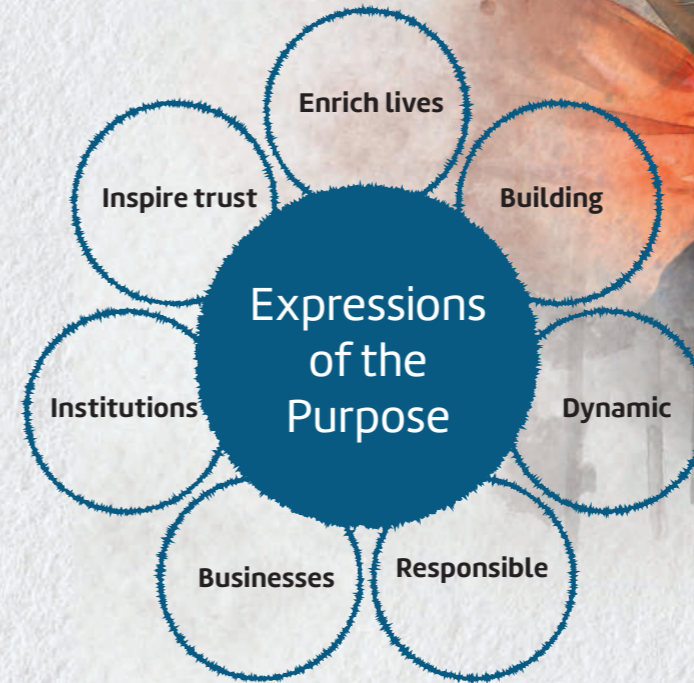 Enrich lives
Inspire trust
Building
Expressions
of the
Purpose
Institutions
Dynamic
Businesses
Responsible